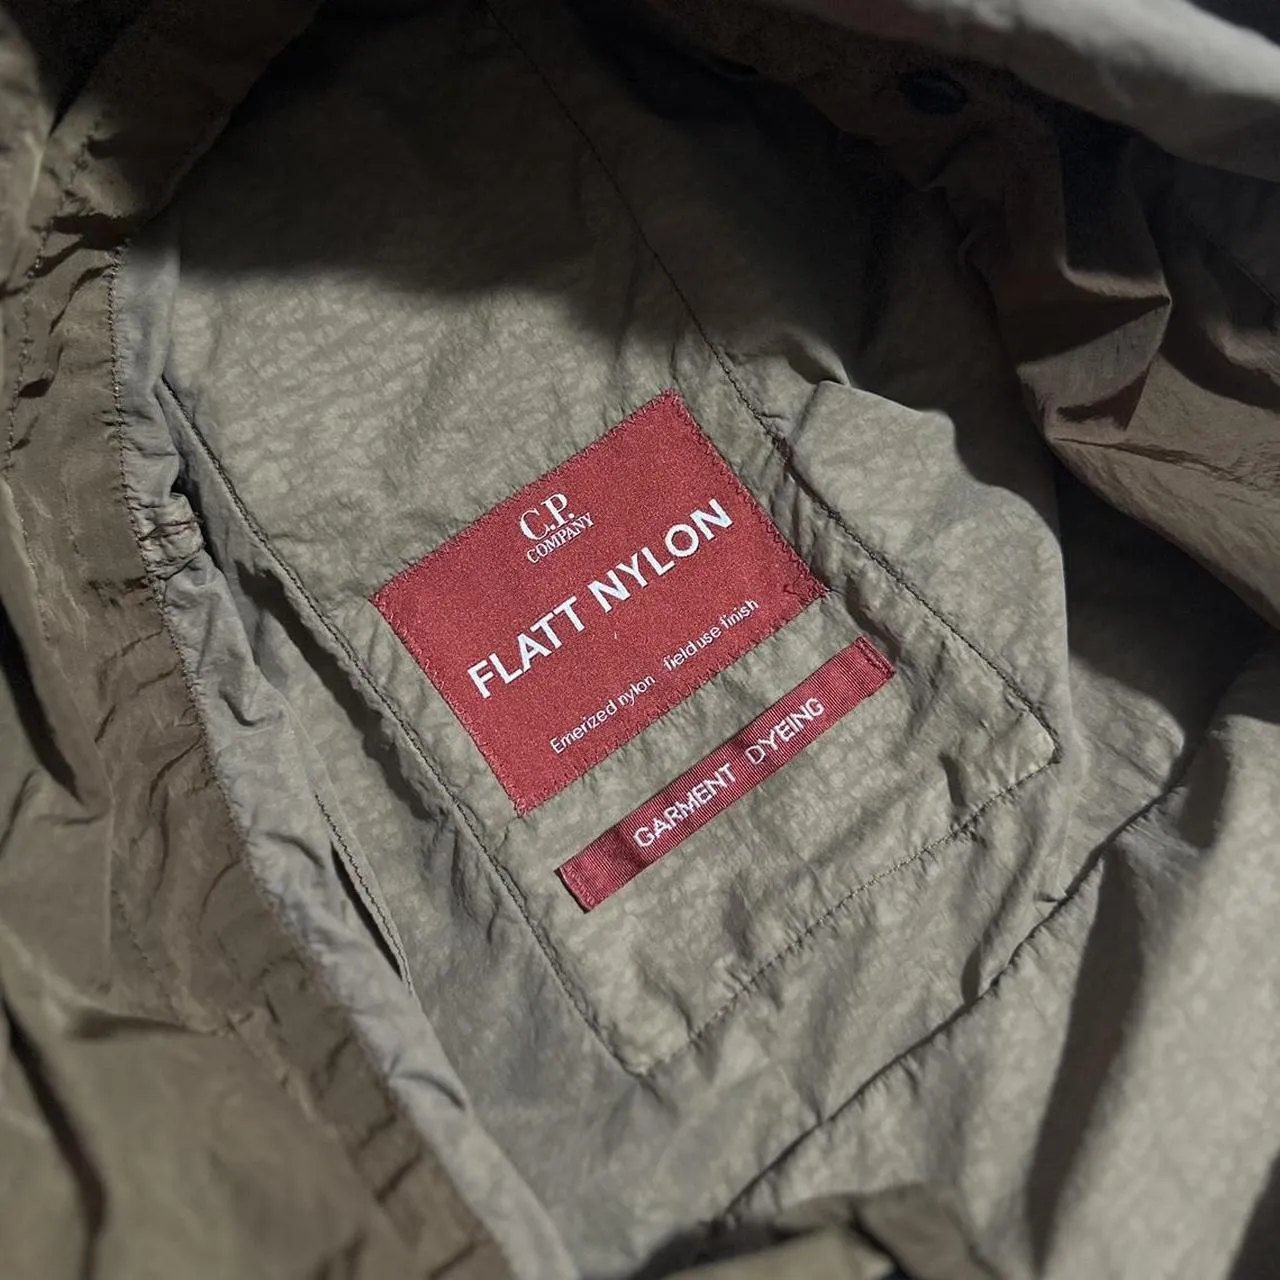 C.P.
COMPANY
FLATT NYLON
Emerized nylon field use finish
GARMENT DYEING